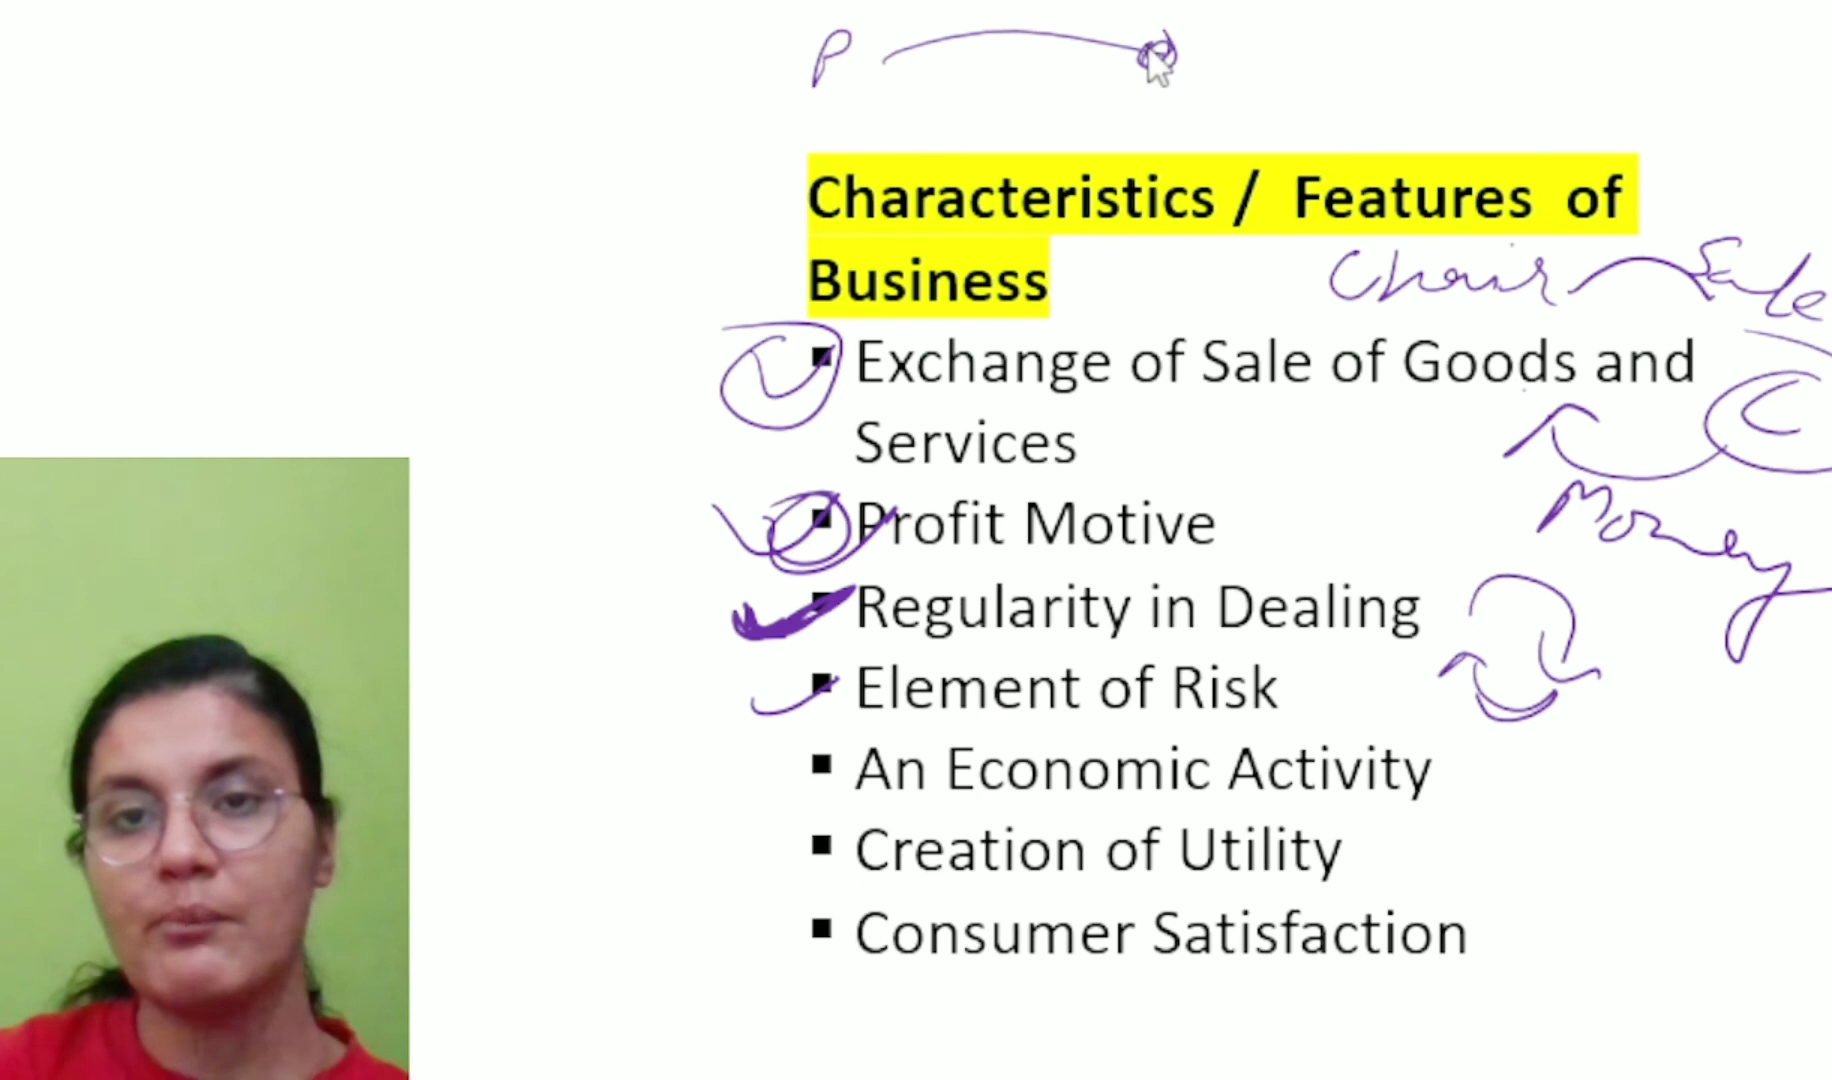 P
Characteristics / Features of
Business
Chair Sale
▪ Exchange of Sale of Goods and
Services
▪ Profit Motive
Money
▪ Regularity in Dealing
▪ Element of Risk
▪ An Economic Activity
▪ Creation of Utility
▪ Consumer Satisfaction